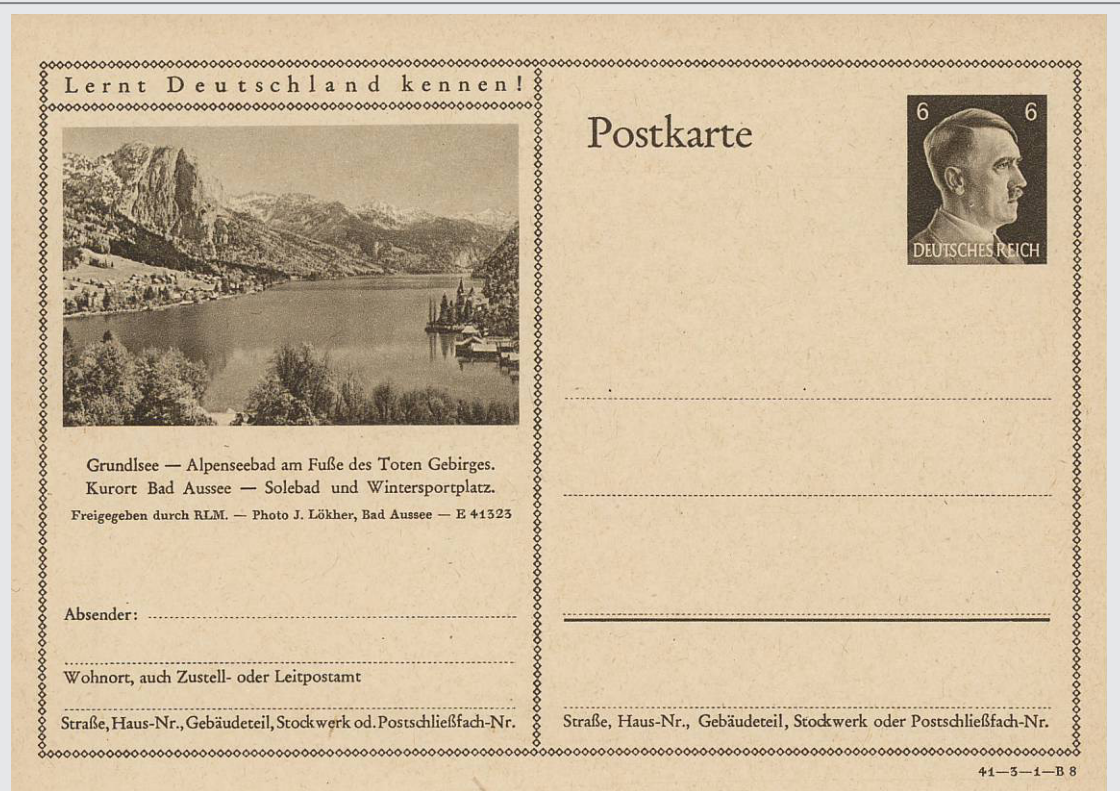 Lernt Deutschland kennen!
Grundlsee — Alpenseebad am Fuße des Toten Gebirges.
Kurort Bad Aussee — Solebad und Wintersportplatz.
Freigegeben durch RLM. — Photo J. Lökher, Bad Aussee — E 41323
Absender:
Wohnort, auch Zustell- oder Leitpostamt
Straße, Haus-Nr., Gebäudeteil, Stockwerk od. Postschließfach-Nr.
Postkarte
6 6
DEUTSCHES REICH
Straße, Haus-Nr., Gebäudeteil, Stockwerk oder Postschließfach-Nr.
41—3—1—B 8